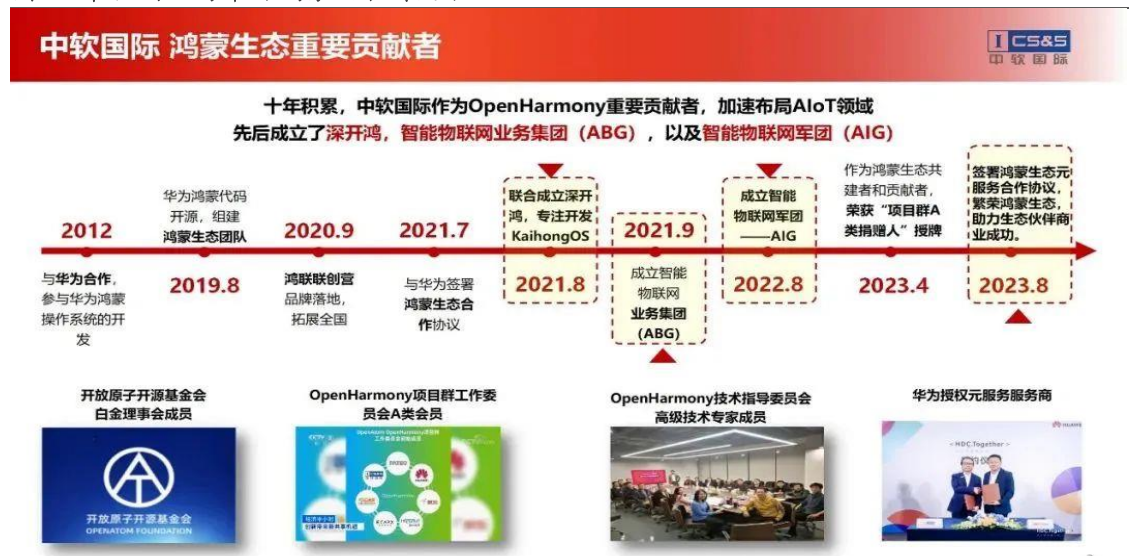 中软国际 鸿蒙生态重要贡献者
I CS&S
中软国际
十年积累，中软国际作为OpenHarmony重要贡献者，加速布局AIoT领域
先后成立了深开鸿，智能物联网业务集团（ABG），以及智能物联网军团（AIG）
2012
与华为合作，
参与华为鸿蒙
操作系统的开
发
华为鸿蒙代码
开源，组建
鸿蒙生态团队
2019.8
2020.9
鸿联联创营
品牌落地，
拓展全国
2021.7
与华为签署
鸿蒙生态合
作协议
联合成立深开
鸿，专注开发
KaihongOS
2021.8
2021.9
成立智能
物联网
业务集团
(ABG)
成立智能
物联网军团
——AIG
2022.8
作为鸿蒙生态共
建者和贡献者，
荣获“项目群A
类捐赠人”授牌
2023.4
签署鸿蒙生态元
服务合作协议，
繁荣鸿蒙生态，
助力生态伙伴商
业成功。
2023.8
开放原子开源基金会
白金理事会成员
开放原子开源基金会
OPENATOM FOUNDATION
OpenHarmony项目群工作委
员会A类会员
OpenHarmony技术指导委员会
高级技术专家成员
华为授权元服务服务商
HDC.Together